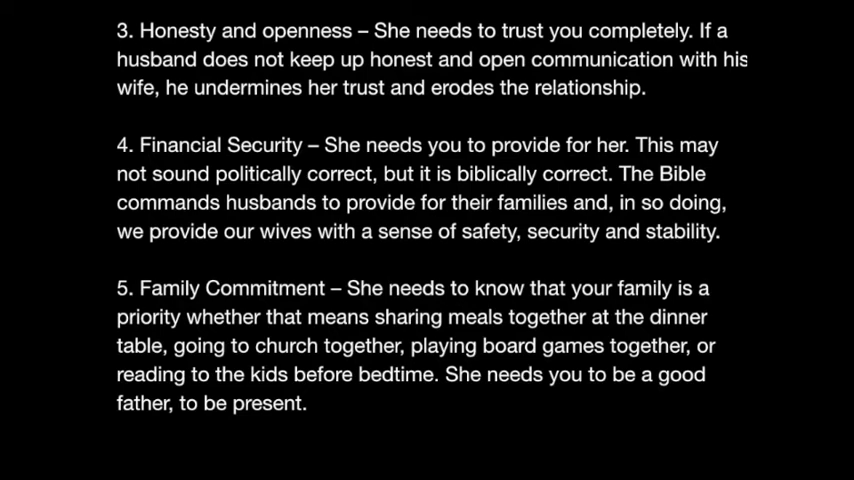 3. Honesty and openness – She needs to trust you completely. If a
husband does not keep up honest and open communication with his
wife, he undermines her trust and erodes the relationship.
4. Financial Security – She needs you to provide for her. This may
not sound politically correct, but it is biblically correct. The Bible
commands husbands to provide for their families and, in so doing,
we provide our wives with a sense of safety, security and stability.
5. Family Commitment – She needs to know that your family is a
priority whether that means sharing meals together at the dinner
table, going to church together, playing board games together, or
reading to the kids before bedtime. She needs you to be a good
father, to be present.